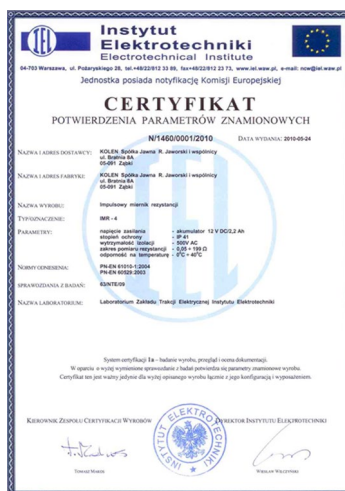 IEL
Instytut
Elektrotechniki
Electrotechnical Institute
04-703 Warszawa, ul. Pożaryskiego 28, tel.+48/22/812 33 89, fax+48/22/812 23 73, www.iel.waw.pl, e-mail: now@iel.waw.pl
Jednostka posiada notyfikację Komisji Europejskiej
CERTYFIKAT
POTWIERDZENIA PARAMETRÓW ZNAMIONOWYCH
N/1460/0001/2010 DATA WYDANIA: 2010-05-24
NAZWA I ADRES DOSTAWCY: KOLEN Spółka Jawna R. Jaworski i wspólnicy
ul. Bratnia 8A
05-091 Ząbki
NAZWA I ADRES FABRYKI: KOLEN Spółka Jawna R. Jaworski i wspólnicy
ul. Bratnia 8A
05-091 Ząbki
NAZWA WYROBU: Impulsowy miernik rezystancji
TYP/OZNACZENIE: IMR - 4
PARAMETRY: napięcie zasilania - akumulator 12 V DC/2,2 Ah
stopień ochrony - IP 41
wytrzymałość izolacji - 500V AC
zakres pomiaru rezystancji - 0,05 ÷ 199 Ω
odporność na temperaturę - 0°C ÷ 40°C
NORMY ODNIESIENIA: PN-EN 61010-1:2004
PN-EN 60529:2003
SPRAWOZDANIA Z BADAŃ: 63/NTE/09
NAZWA LABORATORIUM: Laboratorium Zakładu Trakcji Elektrycznej Instytutu Elektrotechniki
System certyfikacji 1a – badanie wyrobu, przegląd i ocena dokumentacji.
W oparciu o wyżej wymienione sprawozdanie z badań potwierdza się parametry znamionowe wyrobu.
Certyfikat ten jest ważny jedynie dla wyżej opisanego wyrobu łącznie z jego konfiguracją i wyposażeniem.
KIEROWNIK ZESPOŁU CERTYFIKACJI WYROBÓW DYREKTOR INSTYTUTU ELEKTROTECHNIKI
INSTYTUT ELEKTROTECHNIKI
TOMASZ MAREK WIESŁAW WILCZYŃSKI